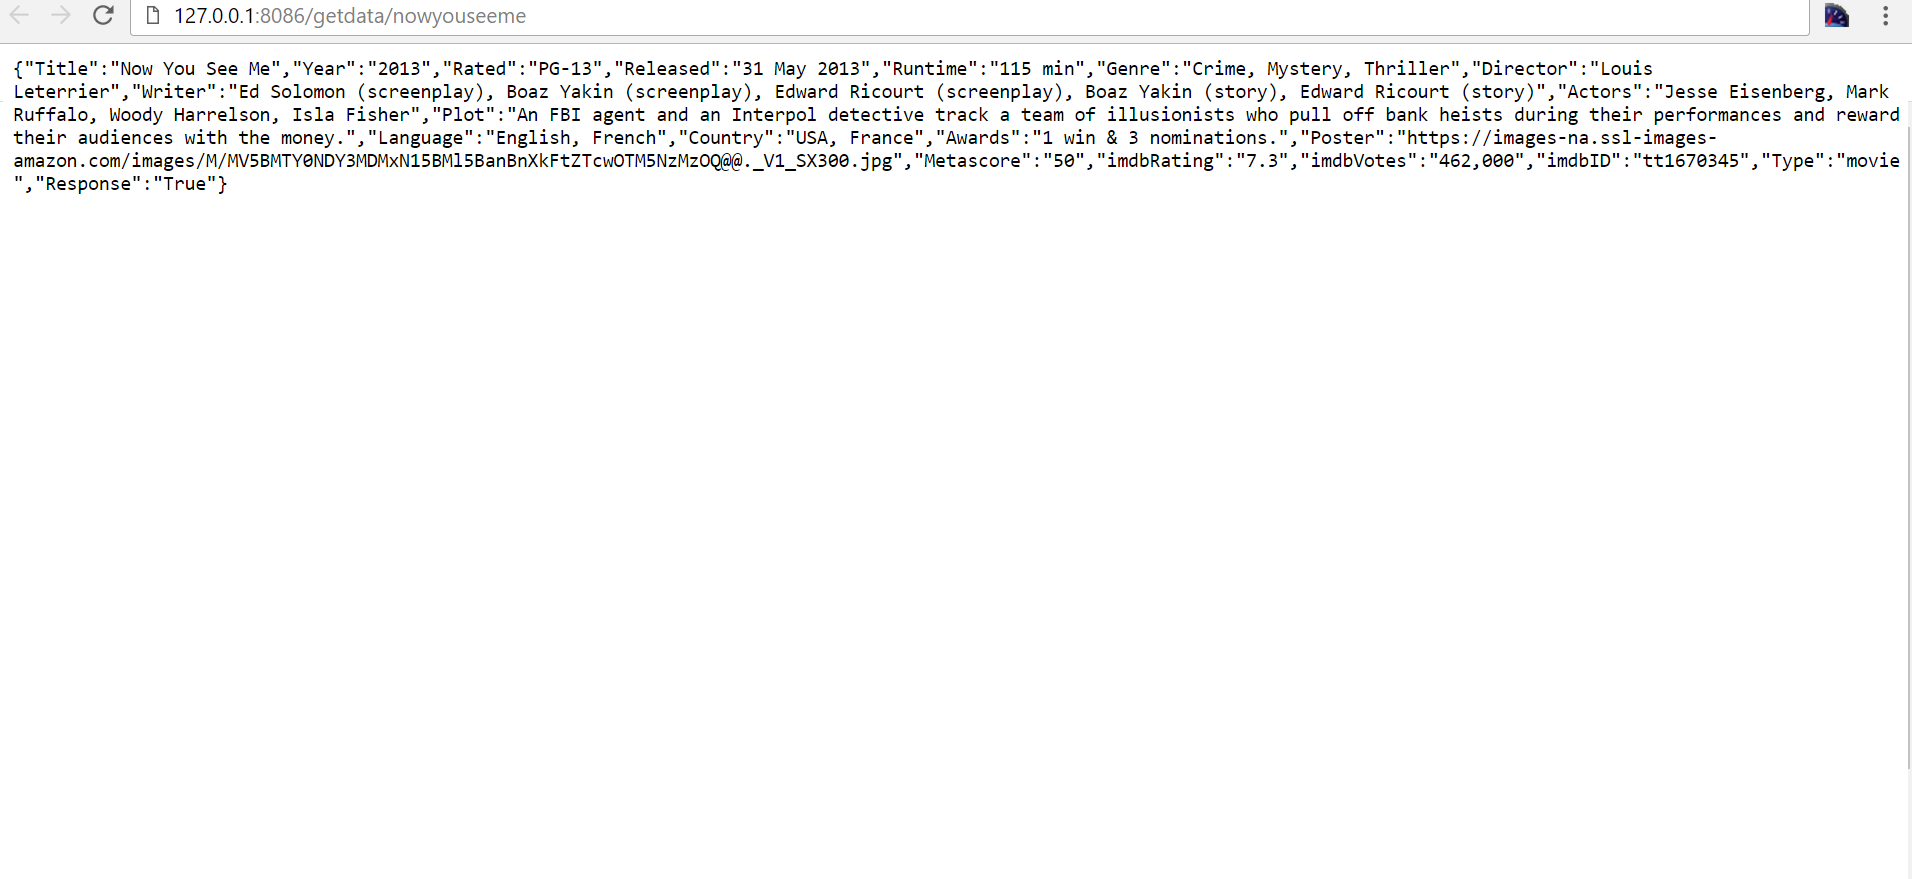 127.0.0.1:8086/getdata/nowyouseeme
{"Title":"Now You See Me","Year":"2013","Rated":"PG-13","Released":"31 May 2013","Runtime":"115 min","Genre":"Crime, Mystery, Thriller","Director":"Louis
Leterrier","Writer":"Ed Solomon (screenplay), Boaz Yakin (screenplay), Edward Ricourt (screenplay), Boaz Yakin (story), Edward Ricourt (story)","Actors":"Jesse Eisenberg, Mark
Ruffalo, Woody Harrelson, Isla Fisher","Plot":"An FBI agent and an Interpol detective track a team of illusionists who pull off bank heists during their performances and reward
their audiences with the money.","Language":"English, French","Country":"USA, France","Awards":"1 win & 3 nominations.","Poster":"https://images-na.ssl-images-
amazon.com/images/M/MV5BMTY0NDY3MDMxN15BMl5BanBnXkFtZTcwOTM5NzMzOQ@@._V1_SX300.jpg","Metascore":"50","imdbRating":"7.3","imdbVotes":"462,000","imdbID":"tt1670345","Type":"movie
","Response":"True"}